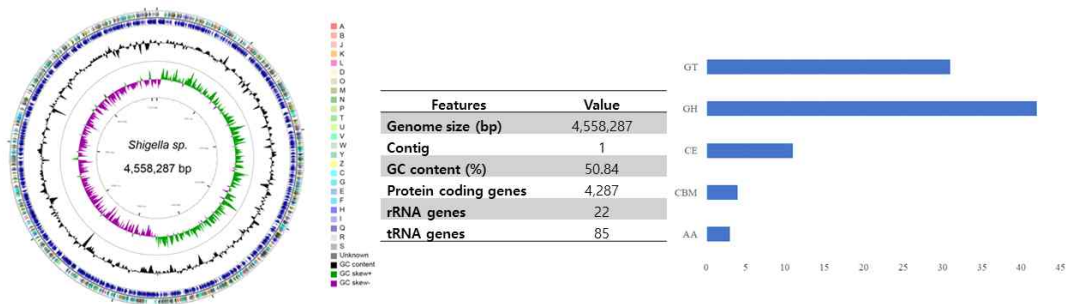 Shigella sp.
4,558,287 bp
A
B
J
K
L
D
O
M
N
P
T
U
V
W
Y
Z
C
G
E
F
H
I
Q
R
S
Unknown
GC content
GC skew+
GC skew-
Features Value
Genome size (bp) 4,558,287
Contig 1
GC content (%) 50.84
Protein coding genes 4,287
rRNA genes 22
tRNA genes 85
GT
GH
CE
CBM
AA
0 5 10 15 20 25 30 35 40 45